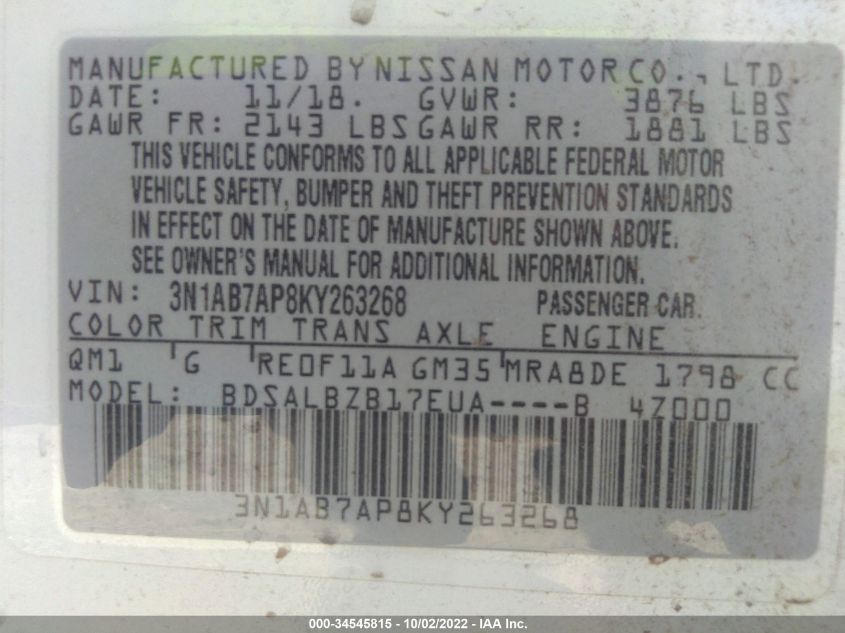 MANUFACTURED BY NISSAN MOTOR CO., LTD.
DATE: 11/18. GVWR: 3876 LBS
GAWR FR: 2143 LBS GAWR RR: 1881 LBS
THIS VEHICLE CONFORMS TO ALL APPLICABLE FEDERAL MOTOR
VEHICLE SAFETY, BUMPER AND THEFT PREVENTION STANDARDS
IN EFFECT ON THE DATE OF MANUFACTURE SHOWN ABOVE.
SEE OWNER'S MANUAL FOR ADDITIONAL INFORMATION.
VIN: 3N1AB7AP8KY263268 PASSENGER CAR.
COLOR TRIM TRANS AXLE ENGINE
QM1 G RE0F11A GM35 MRA8DE 1798 CC
MODEL: BDSALBZB17EUA----B 4Z000
3N1AB7AP8KY263268
000-34545815 - 10/02/2022 - IAA Inc.